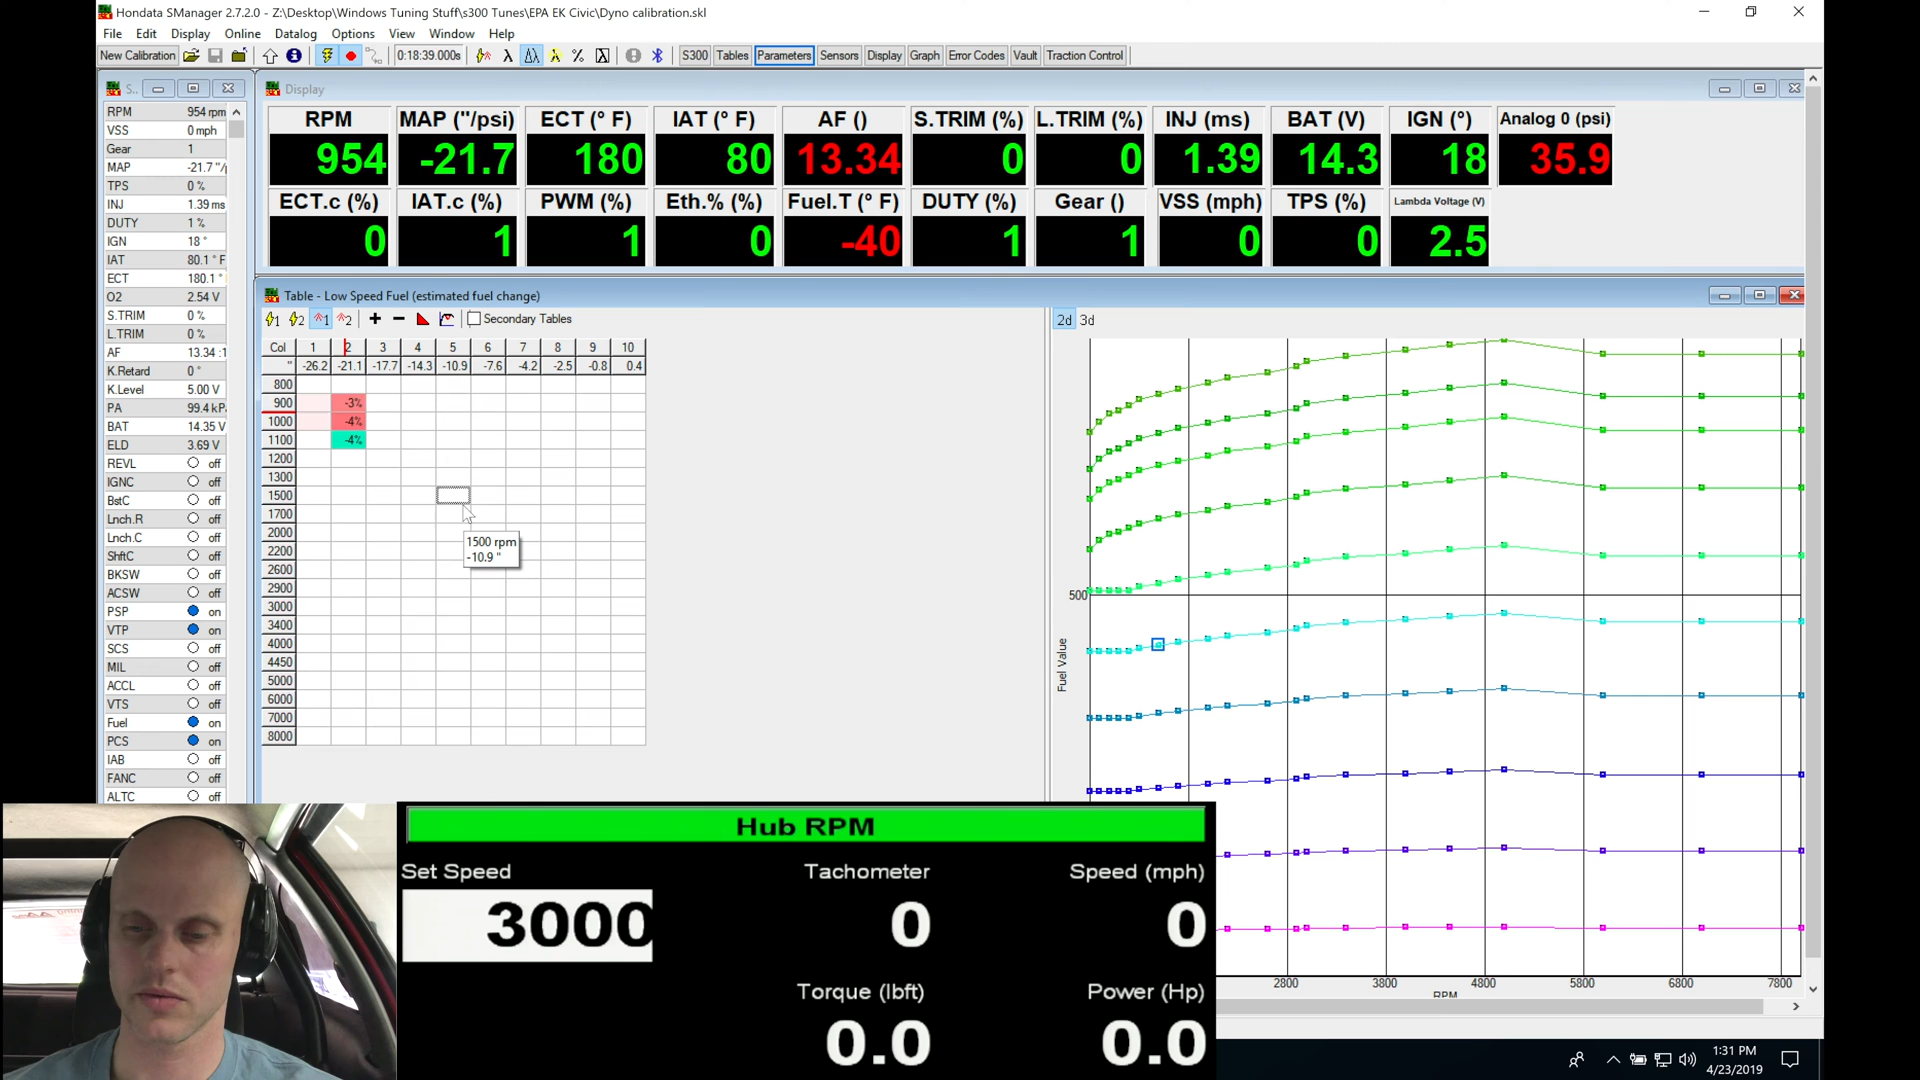 Hondata SManager 2.7.2.0 - Z:\Desktop\Windows Tuning Stuff\s300 Tunes\EPA EK Civic\Dyno calibration.skl
File Edit Display Online Datalog Options View Window Help
New Calibration 0:18:39.000s λ % S300 Tables Parameters Sensors Display Graph Error Codes Vault Traction Control
S..
RPM 954 rpm
VSS 0 mph
Gear 1
MAP -21.7 "/
TPS 0 %
INJ 1.39 ms
DUTY 1 %
IGN 18 °
IAT 80.1 ° F
ECT 180.1 °
O2 2.54 V
S.TRIM 0 %
L.TRIM 0 %
AF 13.34 :1
K.Retard 0 °
K.Level 5.00 V
PA 99.4 kP
BAT 14.35 V
ELD 3.69 V
REVL off
IGNC off
BstC off
Lnch.R off
Lnch.C off
ShftC off
BKSW off
ACSW off
PSP on
VTP on
SCS off
MIL off
ACCL off
VTS off
Fuel on
PCS on
IAB off
FANC off
ALTC off
Display
RPM MAP ("/psi) ECT (° F) IAT (° F) AF () S.TRIM (%) L.TRIM (%) INJ (ms) BAT (V) IGN (°) Analog 0 (psi)
954 -21.7 180 80 13.34 0 0 1.39 14.3 18 35.9
ECT.c (%) IAT.c (%) PWM (%) Eth.% (%) Fuel.T (° F) DUTY (%) Gear () VSS (mph) TPS (%) Lambda Voltage (V)
0 1 1 0 -40 1 1 0 0 2.5
Table - Low Speed Fuel (estimated fuel change)
1 2 1 2 + − Secondary Tables
Col 1 2 3 4 5 6 7 8 9 10
" -26.2 -21.1 -17.7 -14.3 -10.9 -7.6 -4.2 -2.5 -0.8 0.4
800
900 -3%
1000 -4%
1100 -4%
1200
1300
1500
1700
2000
2200
2600
2900
3000
3400
4000
4450
5000
6000
7000
8000
1500 rpm
-10.9 "
2d 3d
500
Fuel Value
2800 3800 4800 5800 6800 7800
RPM
Hub RPM
Set Speed Tachometer Speed (mph)
3000 0 0
Torque (lbft) Power (Hp)
0.0 0.0
1:31 PM
4/23/2019